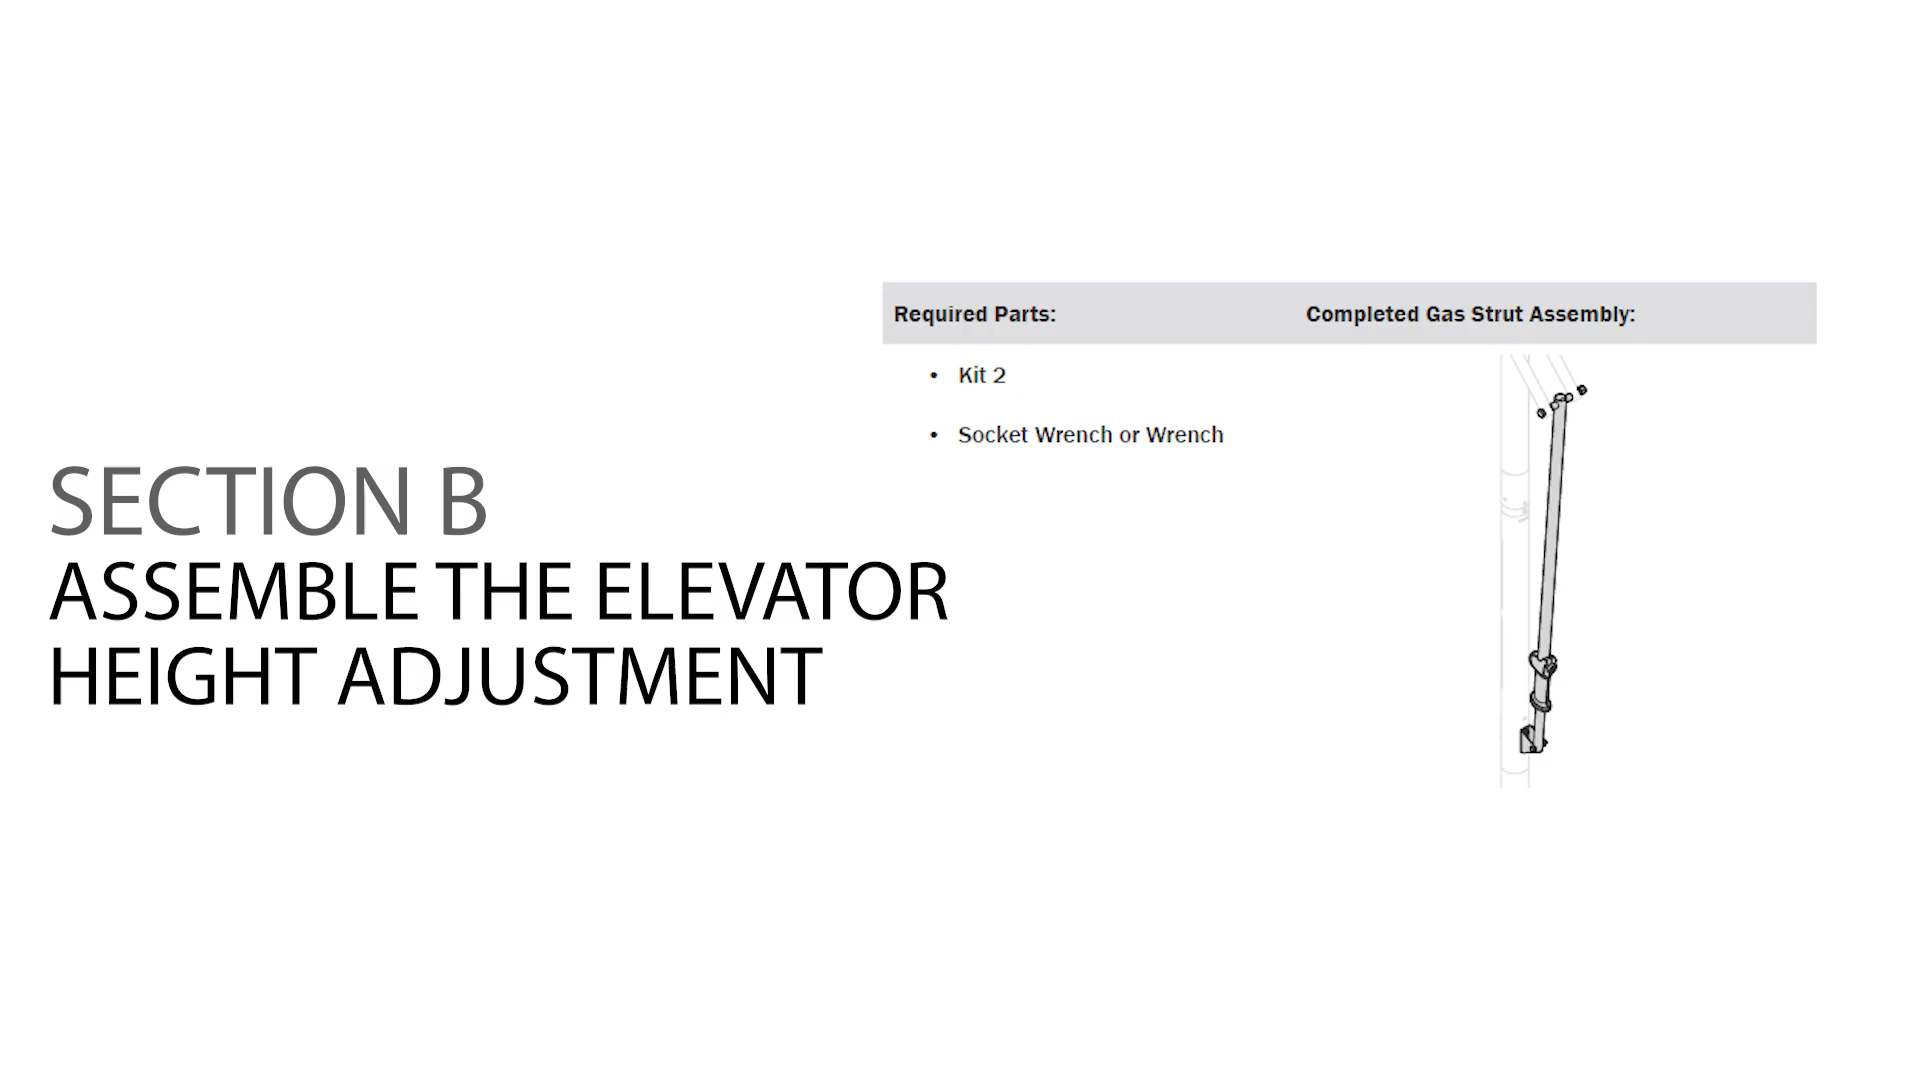 SECTION B
ASSEMBLE THE ELEVATOR
HEIGHT ADJUSTMENT
Required Parts:
• Kit 2
• Socket Wrench or Wrench
Completed Gas Strut Assembly: